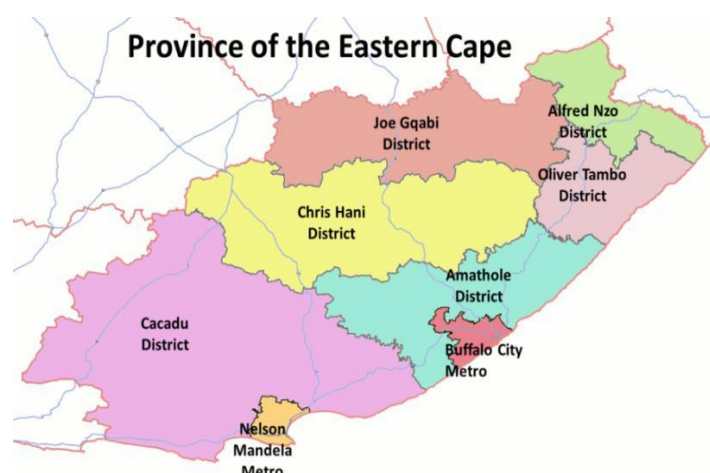 Province of the Eastern Cape
Alfred Nzo
District
Joe Gqabi
District
Oliver Tambo
District
Chris Hani
District
Amathole
District
Cacadu
District
Buffalo City
Metro
Nelson
Mandela
Metro